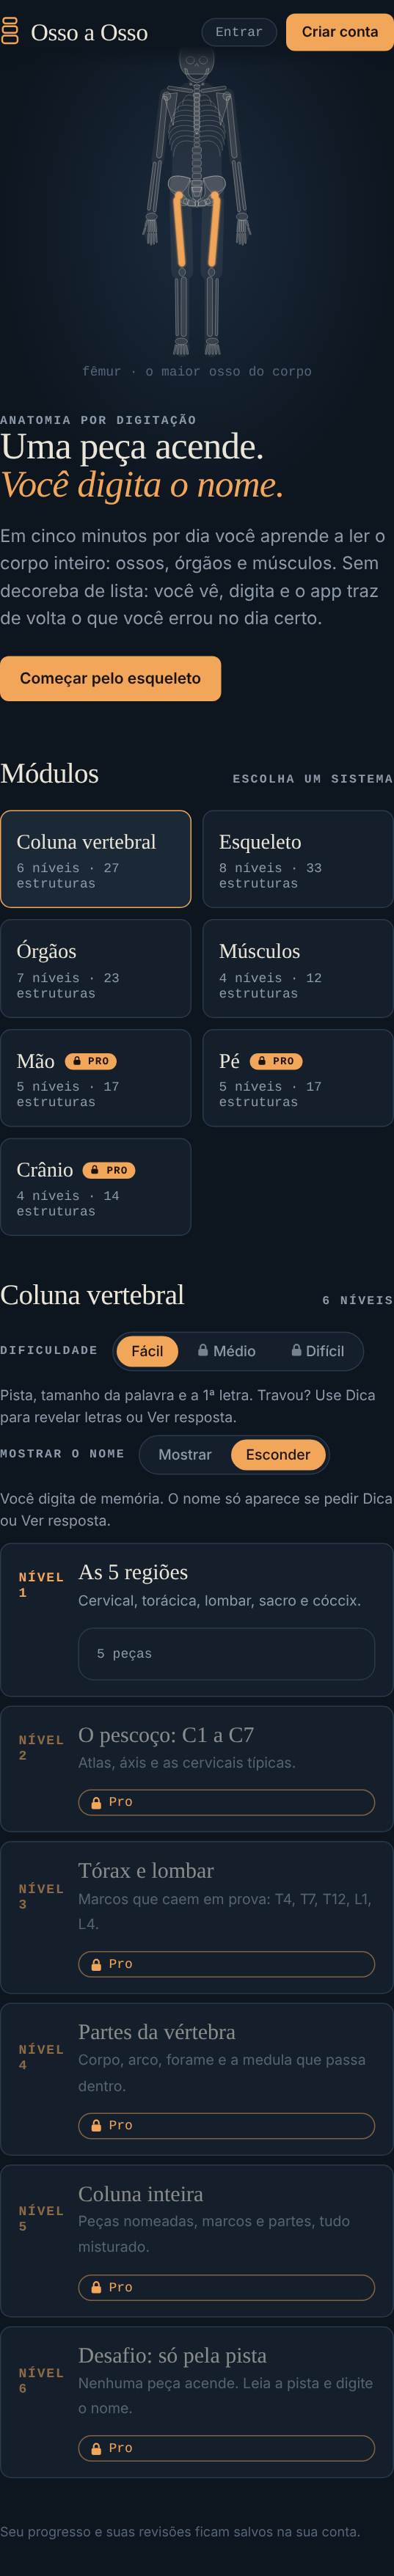 Osso a Osso
Entrar
Criar conta
fêmur · o maior osso do corpo
ANATOMIA POR DIGITAÇÃO
Uma peça acende.
Você digita o nome.
Em cinco minutos por dia você aprende a ler o
corpo inteiro: ossos, órgãos e músculos. Sem
decoreba de lista: você vê, digita e o app traz
de volta o que você errou no dia certo.
Começar pelo esqueleto
Módulos
ESCOLHA UM SISTEMA
Coluna vertebral
6 níveis · 27
estruturas
Esqueleto
8 níveis · 33
estruturas
Órgãos
7 níveis · 23
estruturas
Músculos
4 níveis · 12
estruturas
Mão PRO
5 níveis · 17
estruturas
Pé PRO
5 níveis · 17
estruturas
Crânio PRO
4 níveis · 14
estruturas
Coluna vertebral
6 NÍVEIS
DIFICULDADE
Fácil
Médio
Difícil
Pista, tamanho da palavra e a 1ª letra. Travou? Use Dica
para revelar letras ou Ver resposta.
MOSTRAR O NOME
Mostrar
Esconder
Você digita de memória. O nome só aparece se pedir Dica
ou Ver resposta.
NÍVEL
1
As 5 regiões
Cervical, torácica, lombar, sacro e cóccix.
5 peças
NÍVEL
2
O pescoço: C1 a C7
Atlas, áxis e as cervicais típicas.
Pro
NÍVEL
3
Tórax e lombar
Marcos que caem em prova: T4, T7, T12, L1,
L4.
Pro
NÍVEL
4
Partes da vértebra
Corpo, arco, forame e a medula que passa
dentro.
Pro
NÍVEL
5
Coluna inteira
Peças nomeadas, marcos e partes, tudo
misturado.
Pro
NÍVEL
6
Desafio: só pela pista
Nenhuma peça acende. Leia a pista e digite
o nome.
Pro
Seu progresso e suas revisões ficam salvos na sua conta.